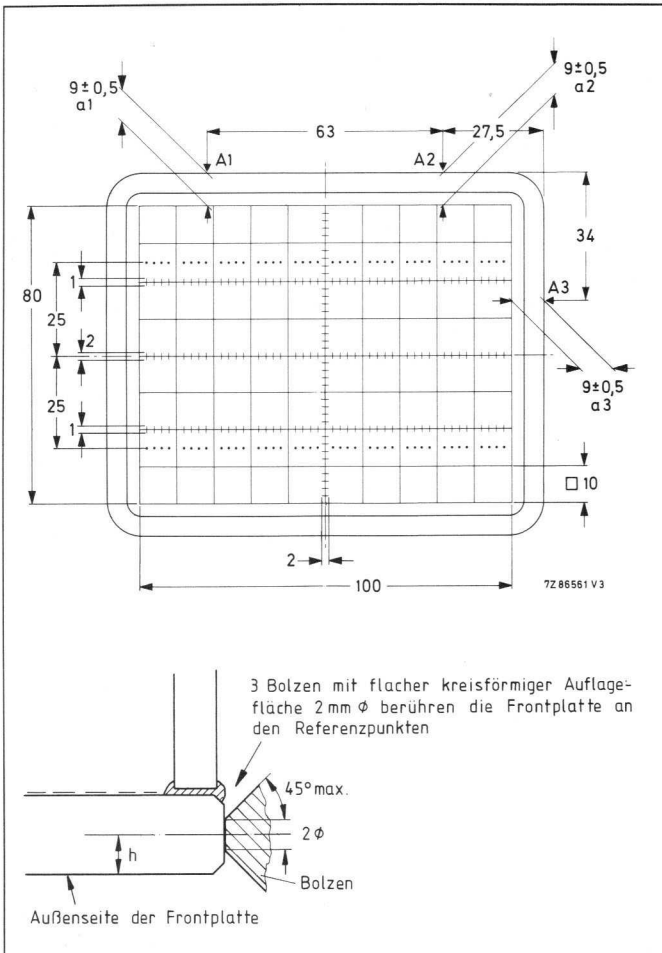 9±0,5
a1
9±0,5
a2
63
27,5
A1
A2
34
80
1
25
2
A3
25
9±0,5
a3
1
□ 10
2
100
7Z86561 V3
3 Bolzen mit flacher kreisförmiger Auflage-
fläche 2 mm ϕ berühren die Frontplatte an
den Referenzpunkten
45° max.
2 ϕ
h
Bolzen
Außenseite der Frontplatte